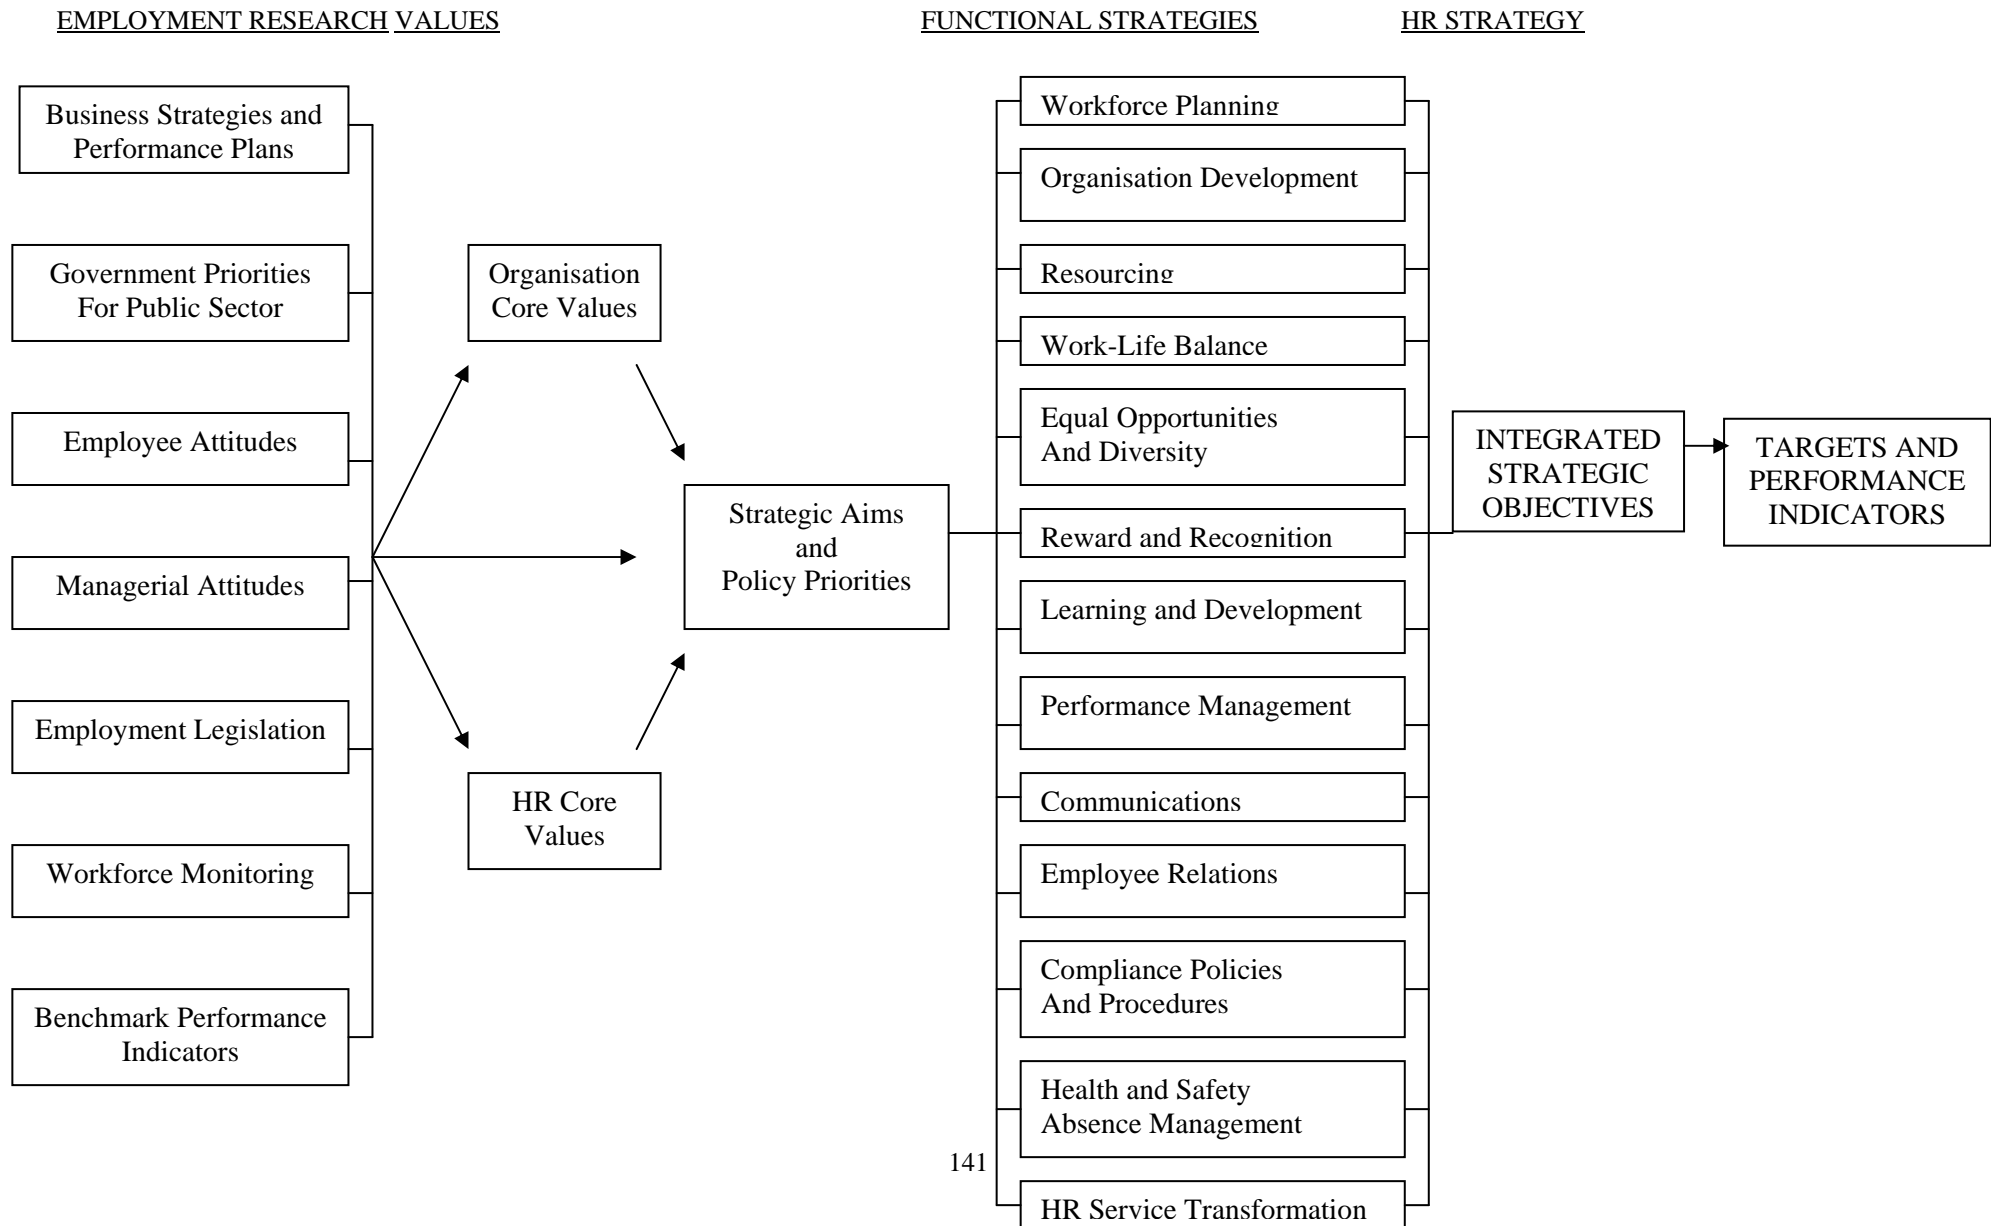 EMPLOYMENT RESEARCH VALUES
FUNCTIONAL STRATEGIES
HR STRATEGY
Business Strategies and
Performance Plans
Government Priorities
For Public Sector
Employee Attitudes
Managerial Attitudes
Employment Legislation
Workforce Monitoring
Benchmark Performance
Indicators
Organisation
Core Values
HR Core
Values
Strategic Aims
and
Policy Priorities
Workforce Planning
Organisation Development
Resourcing
Work-Life Balance
Equal Opportunities
And Diversity
Reward and Recognition
Learning and Development
Performance Management
Communications
Employee Relations
Compliance Policies
And Procedures
Health and Safety
Absence Management
HR Service Transformation
INTEGRATED
STRATEGIC
OBJECTIVES
TARGETS AND
PERFORMANCE
INDICATORS
141